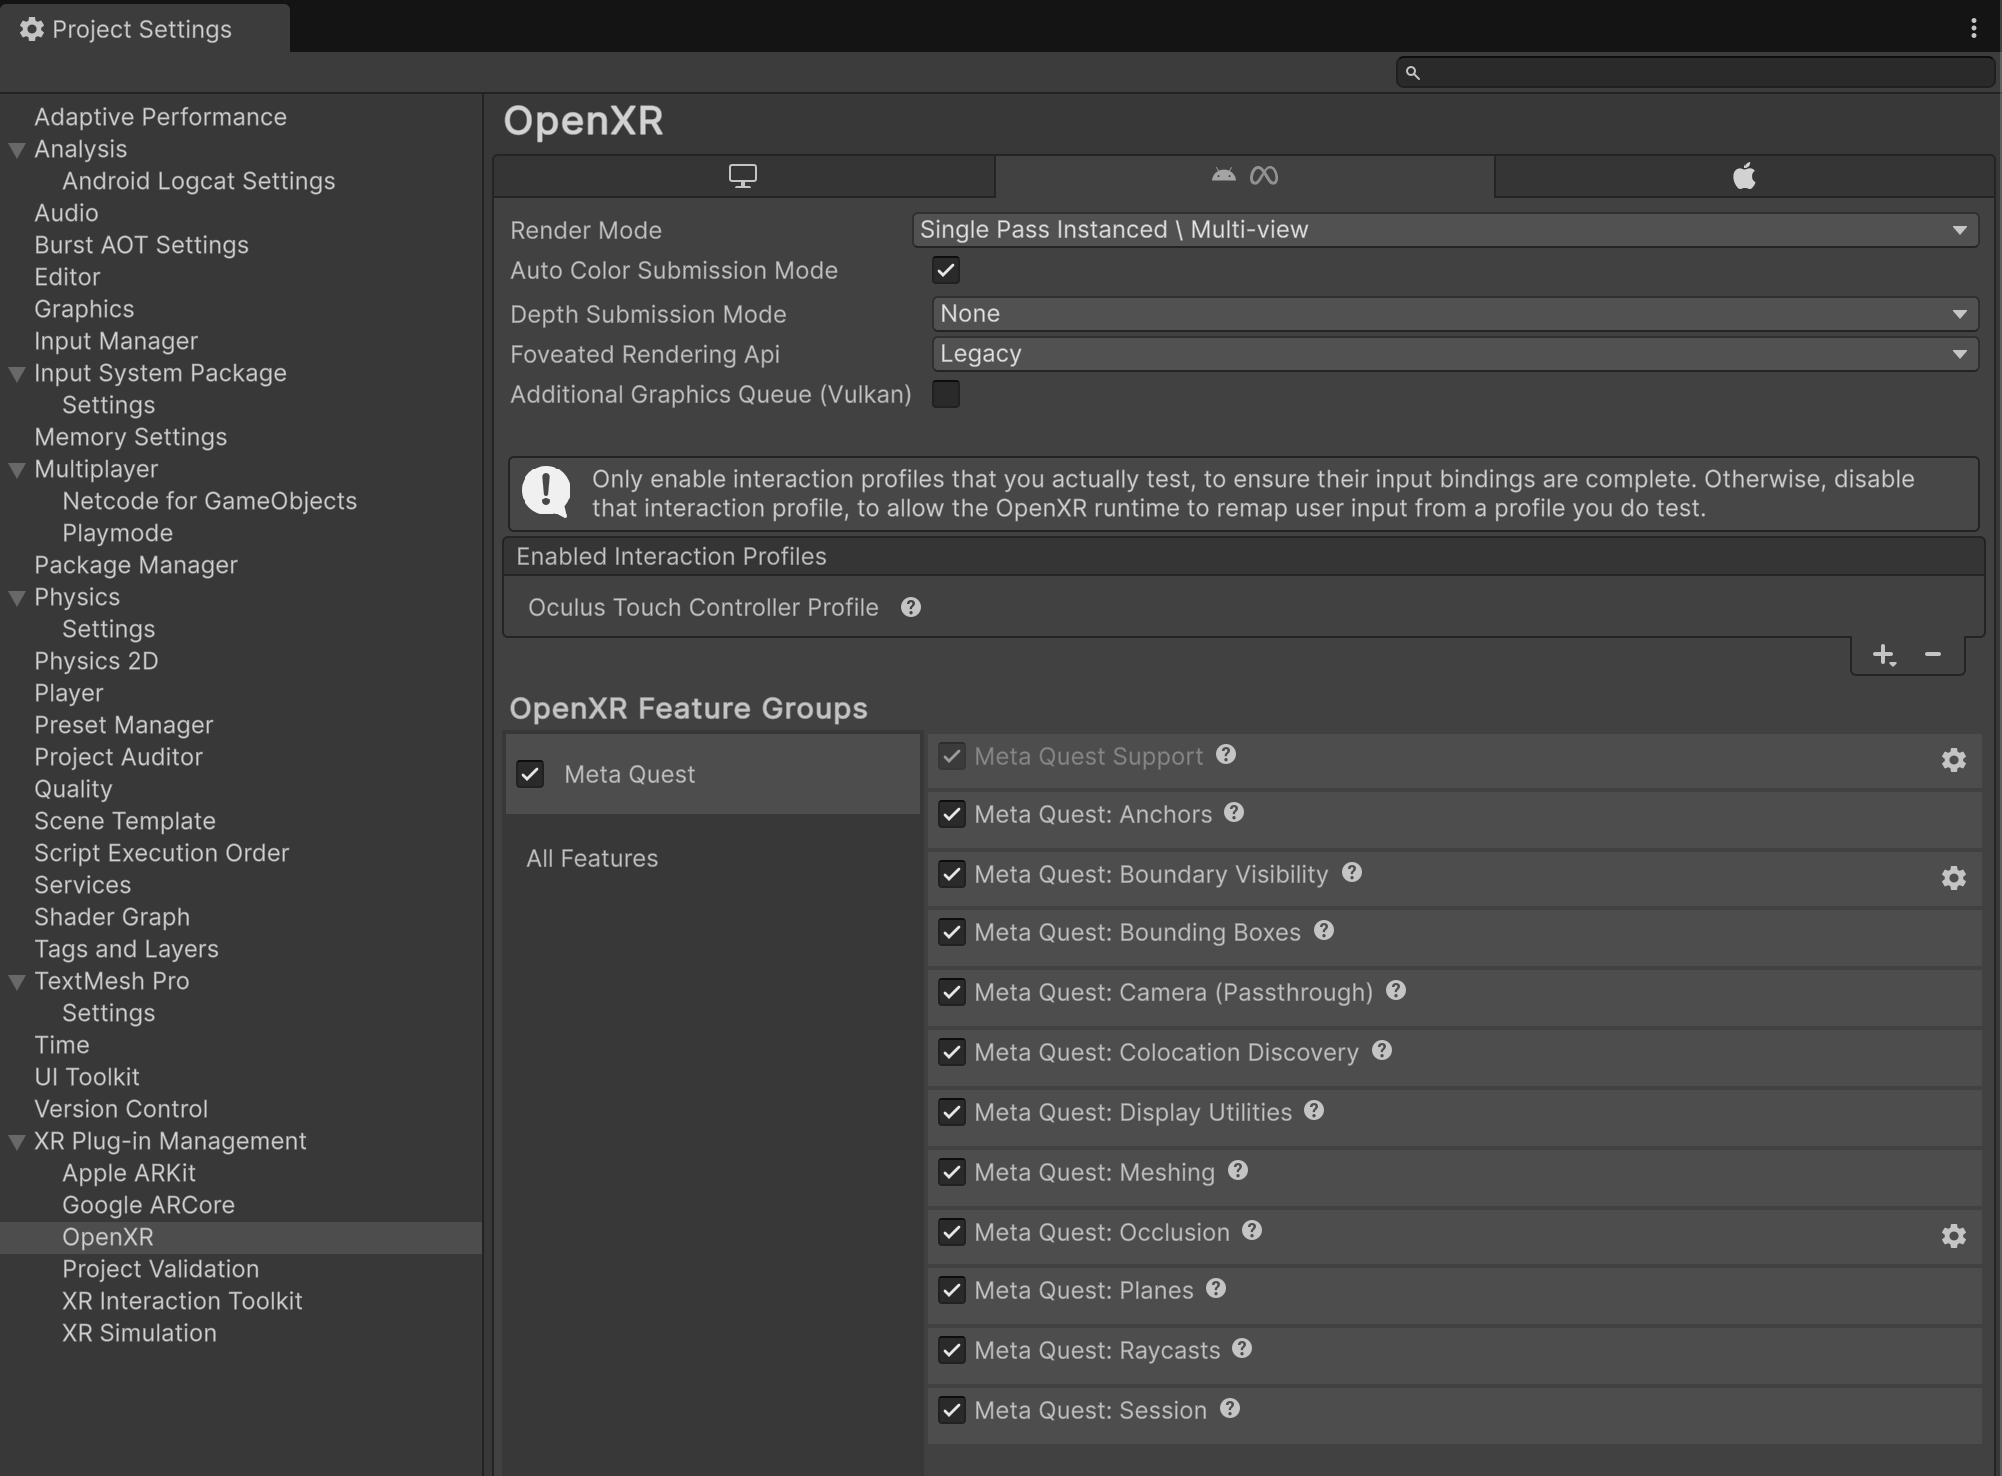 Project Settings
Adaptive Performance
Analysis
Android Logcat Settings
Audio
Burst AOT Settings
Editor
Graphics
Input Manager
Input System Package
Settings
Memory Settings
Multiplayer
Netcode for GameObjects
Playmode
Package Manager
Physics
Settings
Physics 2D
Player
Preset Manager
Project Auditor
Quality
Scene Template
Script Execution Order
Services
Shader Graph
Tags and Layers
TextMesh Pro
Settings
Time
UI Toolkit
Version Control
XR Plug-in Management
Apple ARKit
Google ARCore
OpenXR
Project Validation
XR Interaction Toolkit
XR Simulation
OpenXR
Render Mode Single Pass Instanced \ Multi-view
Auto Color Submission Mode
Depth Submission Mode None
Foveated Rendering Api Legacy
Additional Graphics Queue (Vulkan)
Only enable interaction profiles that you actually test, to ensure their input bindings are complete. Otherwise, disable
that interaction profile, to allow the OpenXR runtime to remap user input from a profile you do test.
Enabled Interaction Profiles
Oculus Touch Controller Profile
OpenXR Feature Groups
Meta Quest
All Features
Meta Quest Support
Meta Quest: Anchors
Meta Quest: Boundary Visibility
Meta Quest: Bounding Boxes
Meta Quest: Camera (Passthrough)
Meta Quest: Colocation Discovery
Meta Quest: Display Utilities
Meta Quest: Meshing
Meta Quest: Occlusion
Meta Quest: Planes
Meta Quest: Raycasts
Meta Quest: Session